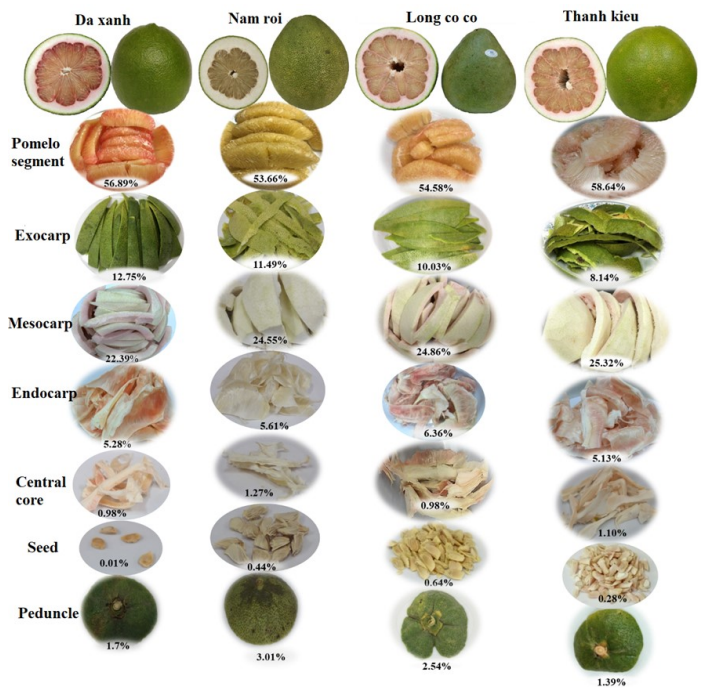 Da xanh Nam roi Long co co Thanh kieu
Pomelo
segment
56.89% 53.66% 54.58% 58.64%
Exocarp
12.75% 11.49% 10.03% 8.14%
Mesocarp
22.39% 24.55% 24.86% 25.32%
Endocarp
5.28% 5.61% 6.36% 5.13%
Central
core
0.98% 1.27% 0.98% 1.10%
Seed
0.01% 0.44% 0.64% 0.28%
Peduncle
1.7% 3.01% 2.54% 1.39%